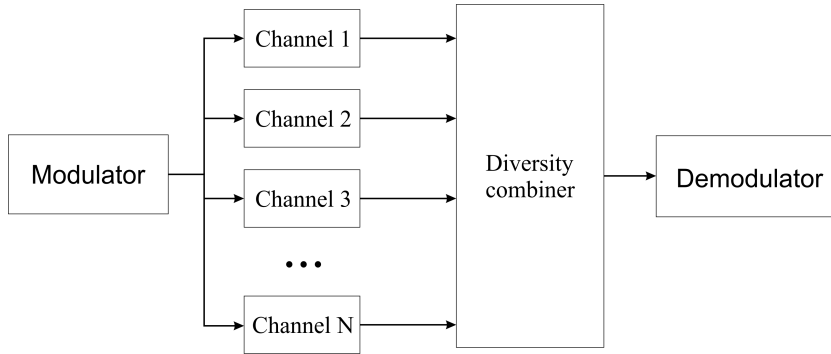 Modulator
Channel 1
Channel 2
Channel 3
...
Channel N
Diversity
combiner
Demodulator